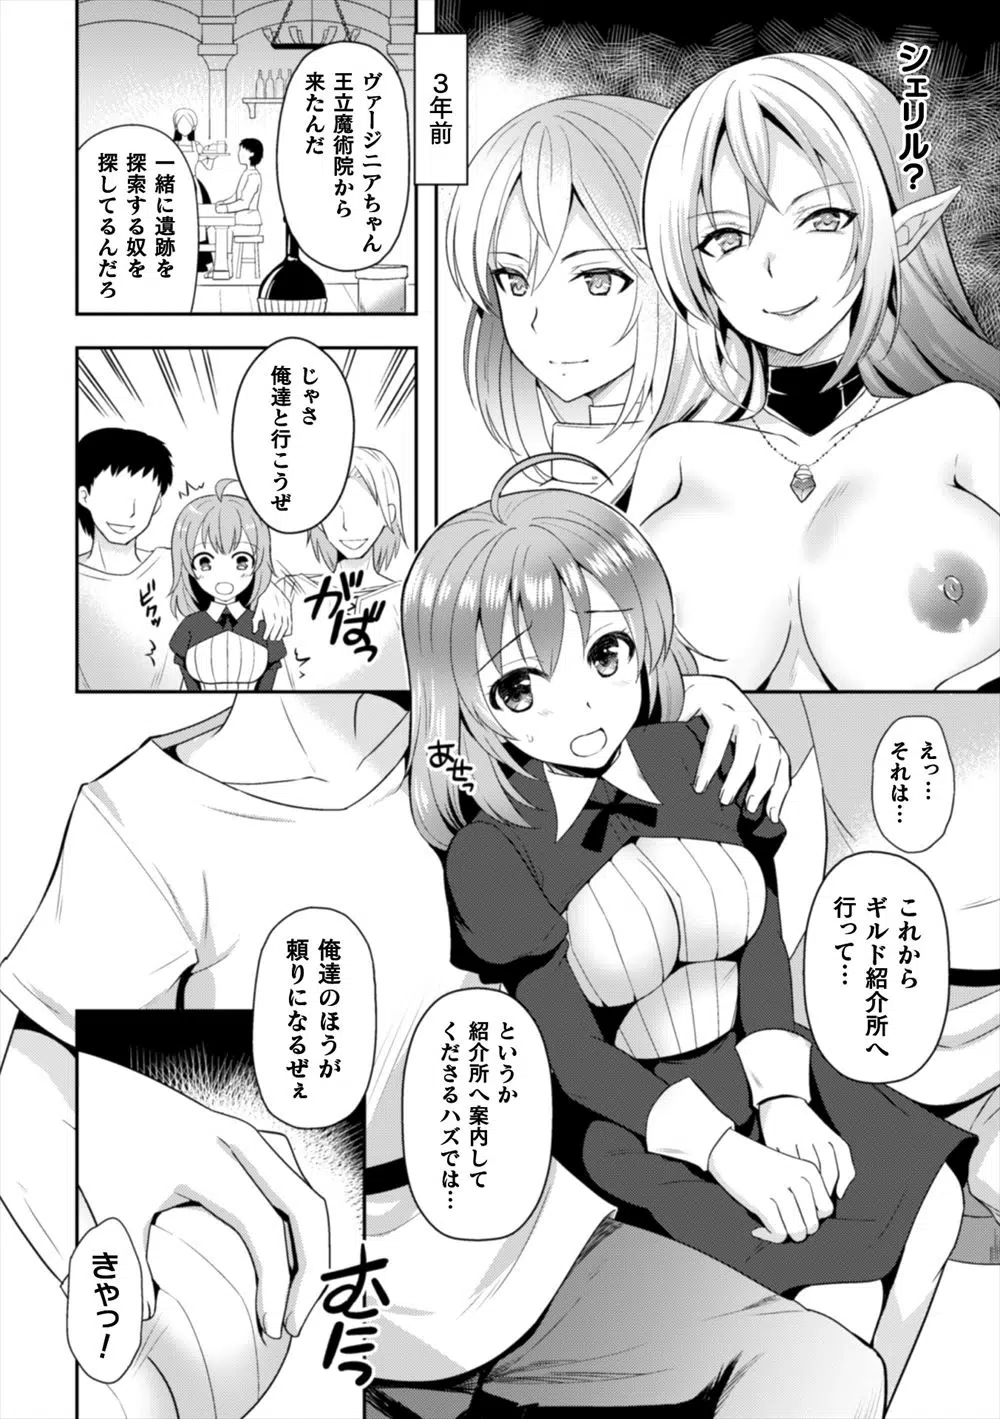 シェリル？
３年前
ヴァージニアちゃん
王立魔術院から
来たんだ
一緒に遺跡を
探索する奴を
探してるんだろ
じゃさ
俺達と行こうぜ
がばっ
ビクッ
えっ…
それは…
これから
ギルド紹介所へ
行って…
あせっ
というか
紹介所へ案内して
くださるハズでは…
俺達のほうが
頼りになるぜぇ
むにっ
きゃっ！